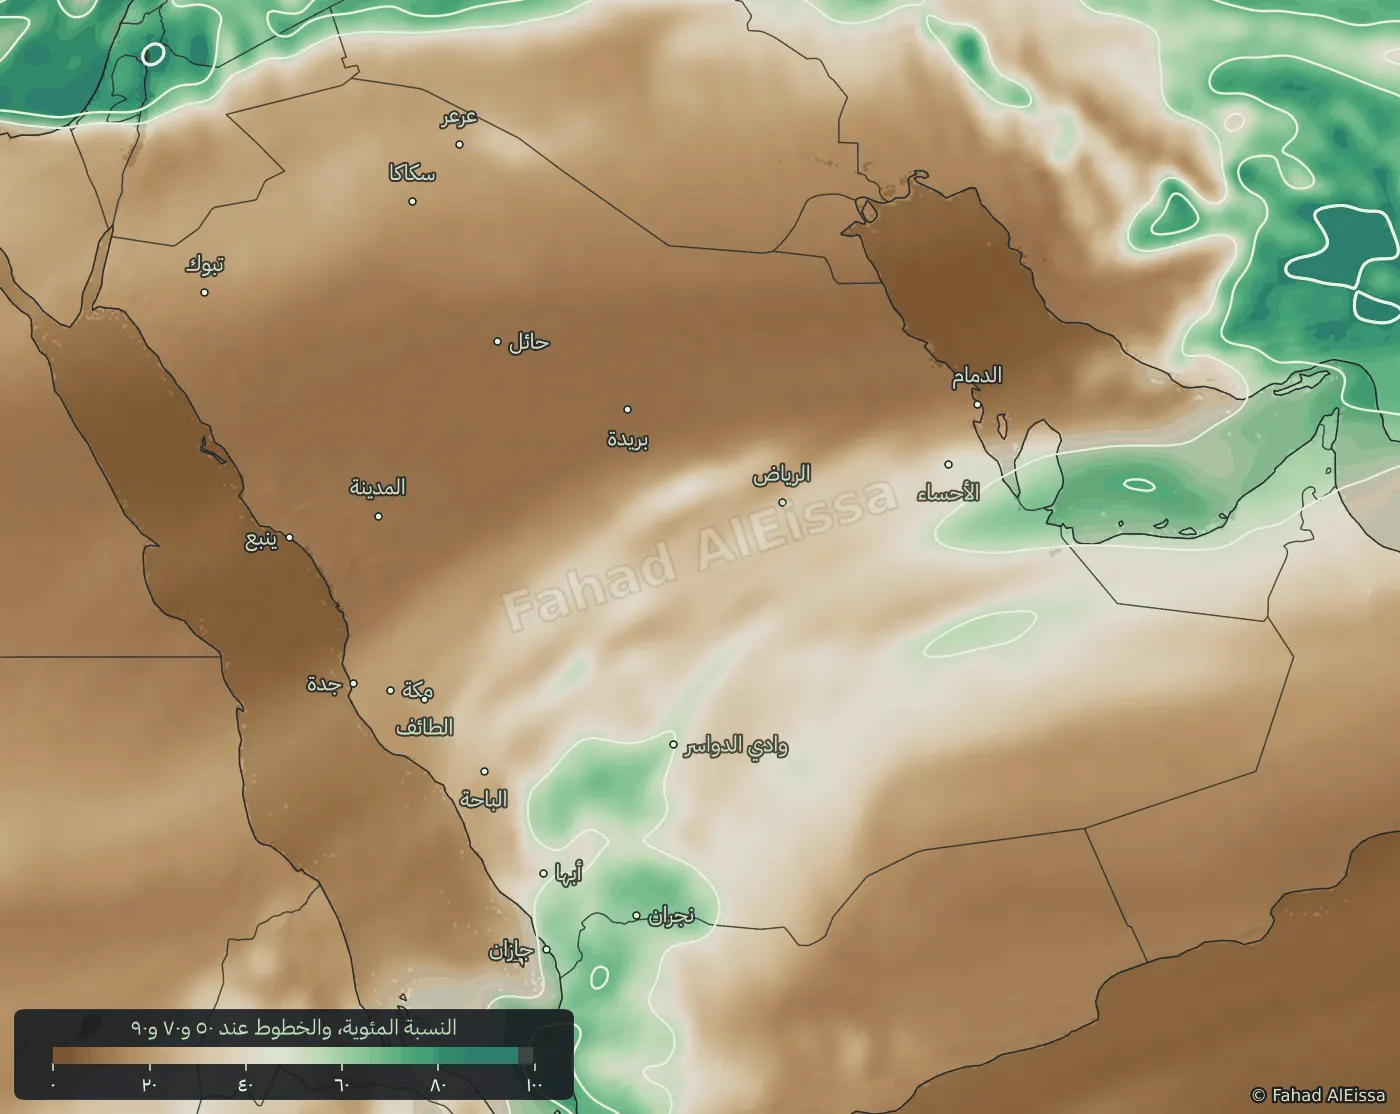 عرعر
سكاكا
تبوك
حائل
الدمام
بريدة
الرياض
المدينة
الأحساء
ينبع
Fahad AlEissa
جدة
مكة
الطائف
وادي الدواسر
الباحة
أبها
نجران
جازان
النسبة المئوية، والخطوط عند ٥٠ و٧٠ و٩٠
٠ ٢٠ ٤٠ ٦٠ ٨٠ ١٠٠
© Fahad AlEissa